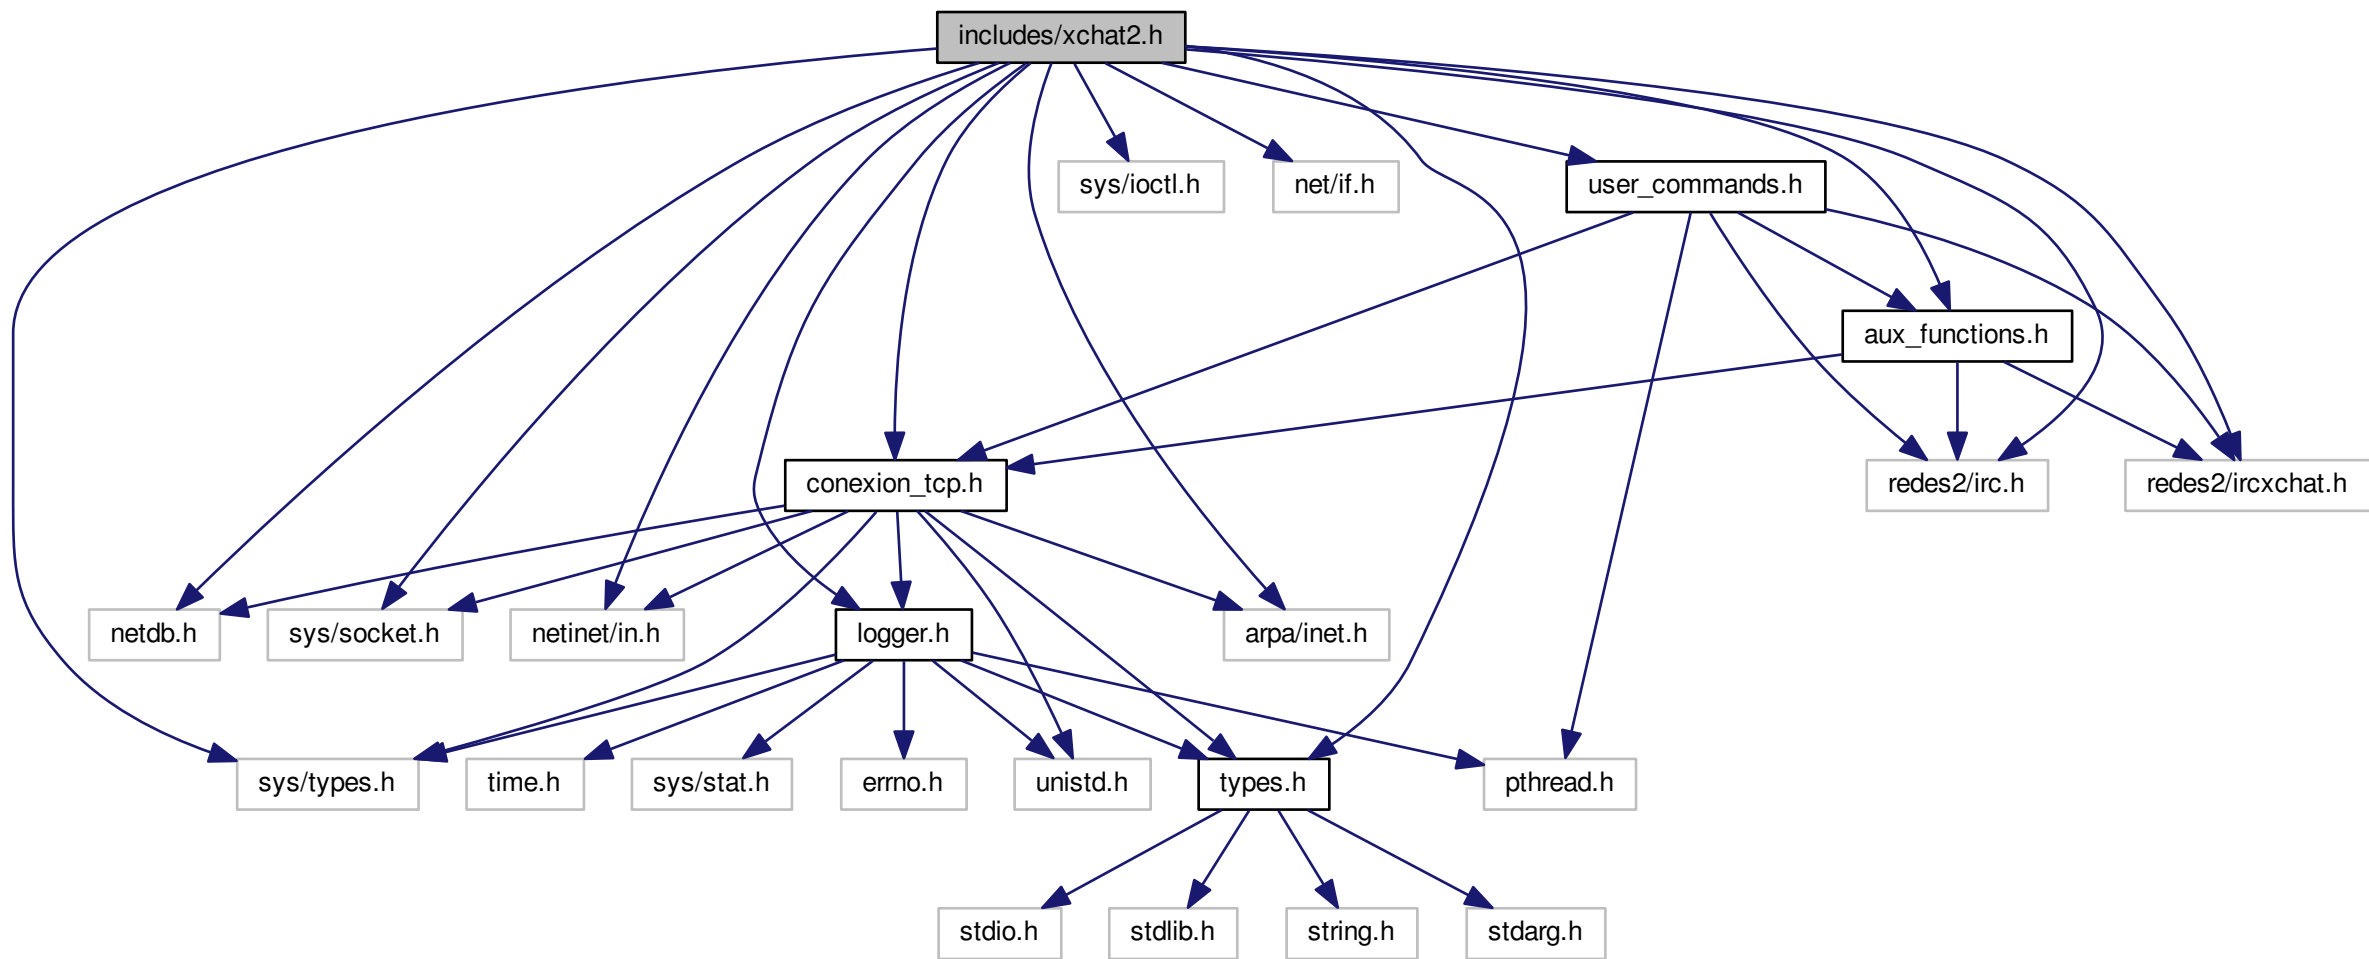 includes/xchat2.h
sys/ioctl.h
net/if.h
user_commands.h
aux_functions.h
conexion_tcp.h
redes2/irc.h
redes2/ircxchat.h
netdb.h
sys/socket.h
netinet/in.h
logger.h
arpa/inet.h
sys/types.h
time.h
sys/stat.h
errno.h
unistd.h
types.h
pthread.h
stdio.h
stdlib.h
string.h
stdarg.h